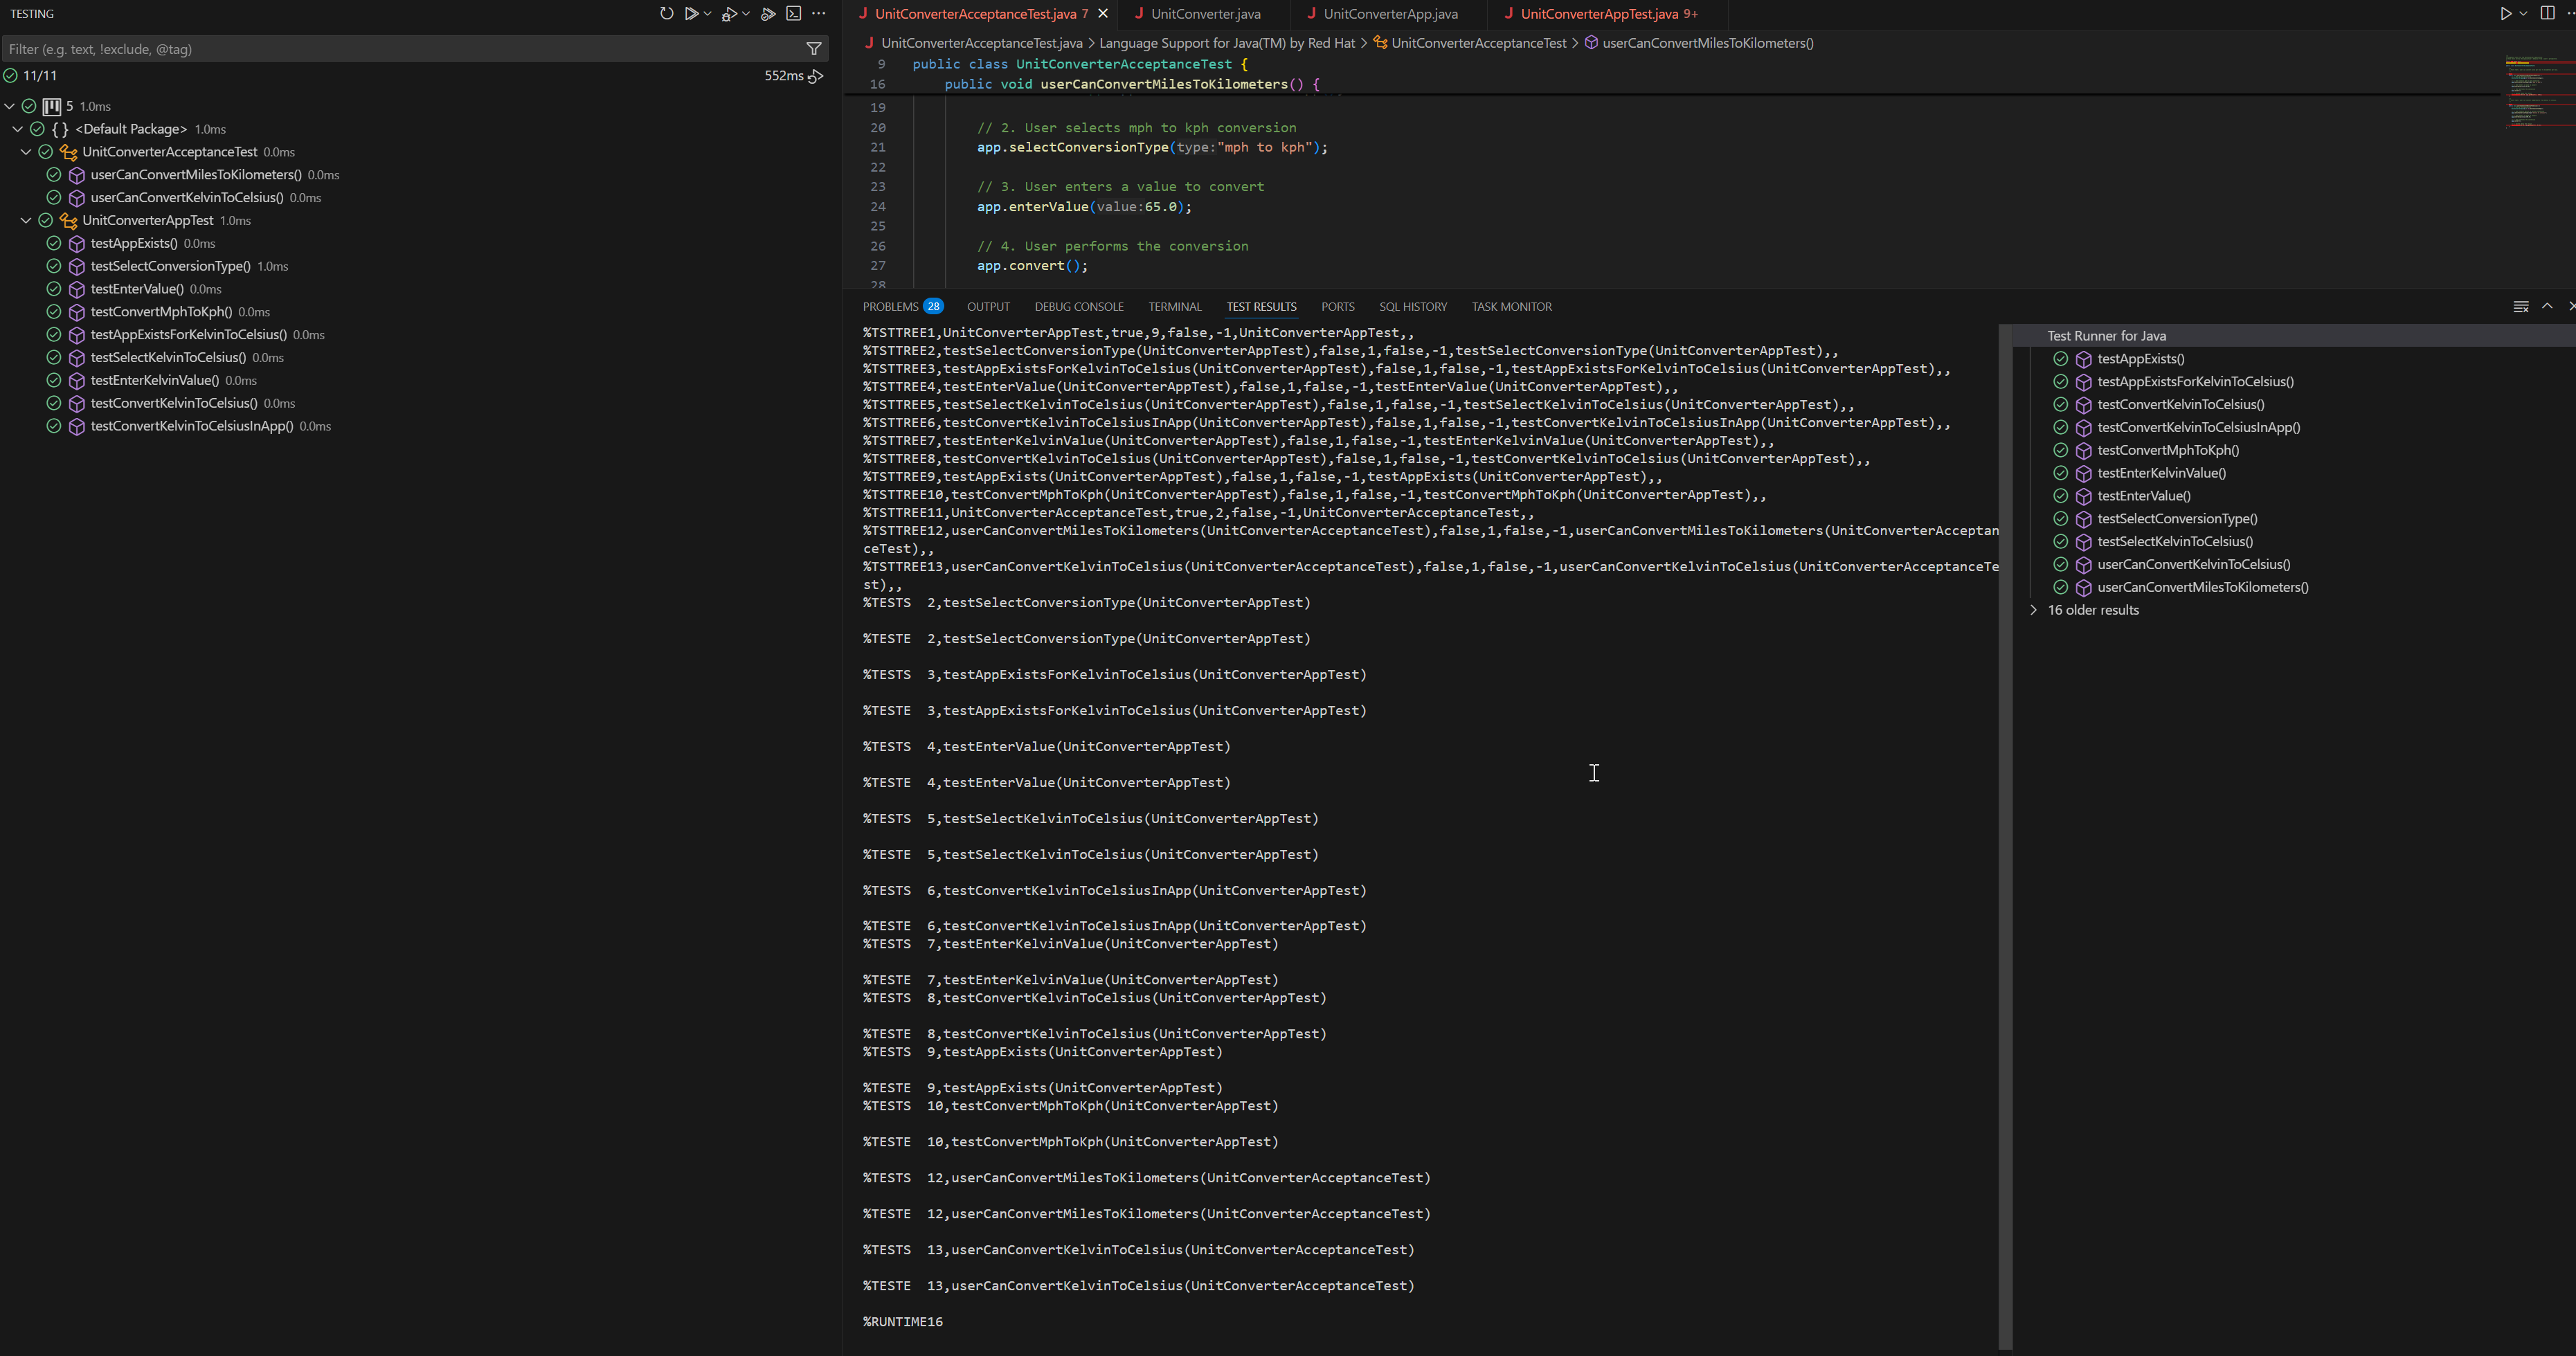 TESTING
Filter (e.g. text, !exclude, @tag)
11/11
552ms
5 1.0ms
{} <Default Package> 1.0ms
UnitConverterAcceptanceTest 0.0ms
userCanConvertMilesToKilometers() 0.0ms
userCanConvertKelvinToCelsius() 0.0ms
UnitConverterAppTest 1.0ms
testAppExists() 0.0ms
testSelectConversionType() 1.0ms
testEnterValue() 0.0ms
testConvertMphToKph() 0.0ms
testAppExistsForKelvinToCelsius() 0.0ms
testSelectKelvinToCelsius() 0.0ms
testEnterKelvinValue() 0.0ms
testConvertKelvinToCelsius() 0.0ms
testConvertKelvinToCelsiusInApp() 0.0ms
J UnitConverterAcceptanceTest.java 7 J UnitConverter.java J UnitConverterApp.java J UnitConverterAppTest.java 9+
J UnitConverterAcceptanceTest.java > Language Support for Java(TM) by Red Hat > UnitConverterAcceptanceTest > userCanConvertMilesToKilometers()
9 public class UnitConverterAcceptanceTest {
16 public void userCanConvertMilesToKilometers() {
19
20 // 2. User selects mph to kph conversion
21 app.selectConversionType(type:"mph to kph");
22
23 // 3. User enters a value to convert
24 app.enterValue(value:65.0);
25
26 // 4. User performs the conversion
27 app.convert();
28
PROBLEMS 28 OUTPUT DEBUG CONSOLE TERMINAL TEST RESULTS PORTS SQL HISTORY TASK MONITOR
%TSTTREE1,UnitConverterAppTest,true,9,false,-1,UnitConverterAppTest,,
%TSTTREE2,testSelectConversionType(UnitConverterAppTest),false,1,false,-1,testSelectConversionType(UnitConverterAppTest),,
%TSTTREE3,testAppExistsForKelvinToCelsius(UnitConverterAppTest),false,1,false,-1,testAppExistsForKelvinToCelsius(UnitConverterAppTest),,
%TSTTREE4,testEnterValue(UnitConverterAppTest),false,1,false,-1,testEnterValue(UnitConverterAppTest),,
%TSTTREE5,testSelectKelvinToCelsius(UnitConverterAppTest),false,1,false,-1,testSelectKelvinToCelsius(UnitConverterAppTest),,
%TSTTREE6,testConvertKelvinToCelsiusInApp(UnitConverterAppTest),false,1,false,-1,testConvertKelvinToCelsiusInApp(UnitConverterAppTest),,
%TSTTREE7,testEnterKelvinValue(UnitConverterAppTest),false,1,false,-1,testEnterKelvinValue(UnitConverterAppTest),,
%TSTTREE8,testConvertKelvinToCelsius(UnitConverterAppTest),false,1,false,-1,testConvertKelvinToCelsius(UnitConverterAppTest),,
%TSTTREE9,testAppExists(UnitConverterAppTest),false,1,false,-1,testAppExists(UnitConverterAppTest),,
%TSTTREE10,testConvertMphToKph(UnitConverterAppTest),false,1,false,-1,testConvertMphToKph(UnitConverterAppTest),,
%TSTTREE11,UnitConverterAcceptanceTest,true,2,false,-1,UnitConverterAcceptanceTest,,
%TSTTREE12,userCanConvertMilesToKilometers(UnitConverterAcceptanceTest),false,1,false,-1,userCanConvertMilesToKilometers(UnitConverterAcceptan
ceTest),,
%TSTTREE13,userCanConvertKelvinToCelsius(UnitConverterAcceptanceTest),false,1,false,-1,userCanConvertKelvinToCelsius(UnitConverterAcceptanceTe
st),,
%TESTS 2,testSelectConversionType(UnitConverterAppTest)
%TESTE 2,testSelectConversionType(UnitConverterAppTest)
%TESTS 3,testAppExistsForKelvinToCelsius(UnitConverterAppTest)
%TESTE 3,testAppExistsForKelvinToCelsius(UnitConverterAppTest)
%TESTS 4,testEnterValue(UnitConverterAppTest)
%TESTE 4,testEnterValue(UnitConverterAppTest)
%TESTS 5,testSelectKelvinToCelsius(UnitConverterAppTest)
%TESTE 5,testSelectKelvinToCelsius(UnitConverterAppTest)
%TESTS 6,testConvertKelvinToCelsiusInApp(UnitConverterAppTest)
%TESTE 6,testConvertKelvinToCelsiusInApp(UnitConverterAppTest)
%TESTS 7,testEnterKelvinValue(UnitConverterAppTest)
%TESTE 7,testEnterKelvinValue(UnitConverterAppTest)
%TESTS 8,testConvertKelvinToCelsius(UnitConverterAppTest)
%TESTE 8,testConvertKelvinToCelsius(UnitConverterAppTest)
%TESTS 9,testAppExists(UnitConverterAppTest)
%TESTE 9,testAppExists(UnitConverterAppTest)
%TESTS 10,testConvertMphToKph(UnitConverterAppTest)
%TESTE 10,testConvertMphToKph(UnitConverterAppTest)
%TESTS 12,userCanConvertMilesToKilometers(UnitConverterAcceptanceTest)
%TESTE 12,userCanConvertMilesToKilometers(UnitConverterAcceptanceTest)
%TESTS 13,userCanConvertKelvinToCelsius(UnitConverterAcceptanceTest)
%TESTE 13,userCanConvertKelvinToCelsius(UnitConverterAcceptanceTest)
%RUNTIME16
Test Runner for Java
testAppExists()
testAppExistsForKelvinToCelsius()
testConvertKelvinToCelsius()
testConvertKelvinToCelsiusInApp()
testConvertMphToKph()
testEnterKelvinValue()
testEnterValue()
testSelectConversionType()
testSelectKelvinToCelsius()
userCanConvertKelvinToCelsius()
userCanConvertMilesToKilometers()
16 older results